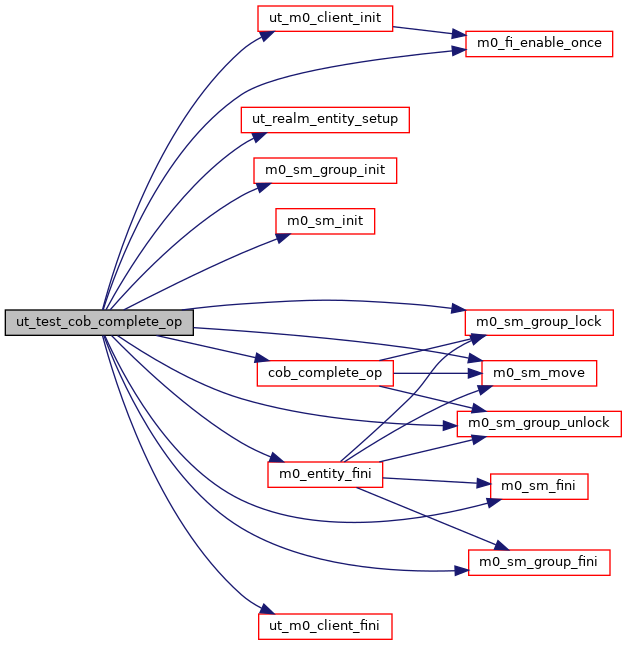 ut_m0_client_init
m0_fi_enable_once
ut_realm_entity_setup
m0_sm_group_init
m0_sm_init
ut_test_cob_complete_op
m0_sm_group_lock
cob_complete_op
m0_sm_move
m0_sm_group_unlock
m0_entity_fini
m0_sm_fini
m0_sm_group_fini
ut_m0_client_fini